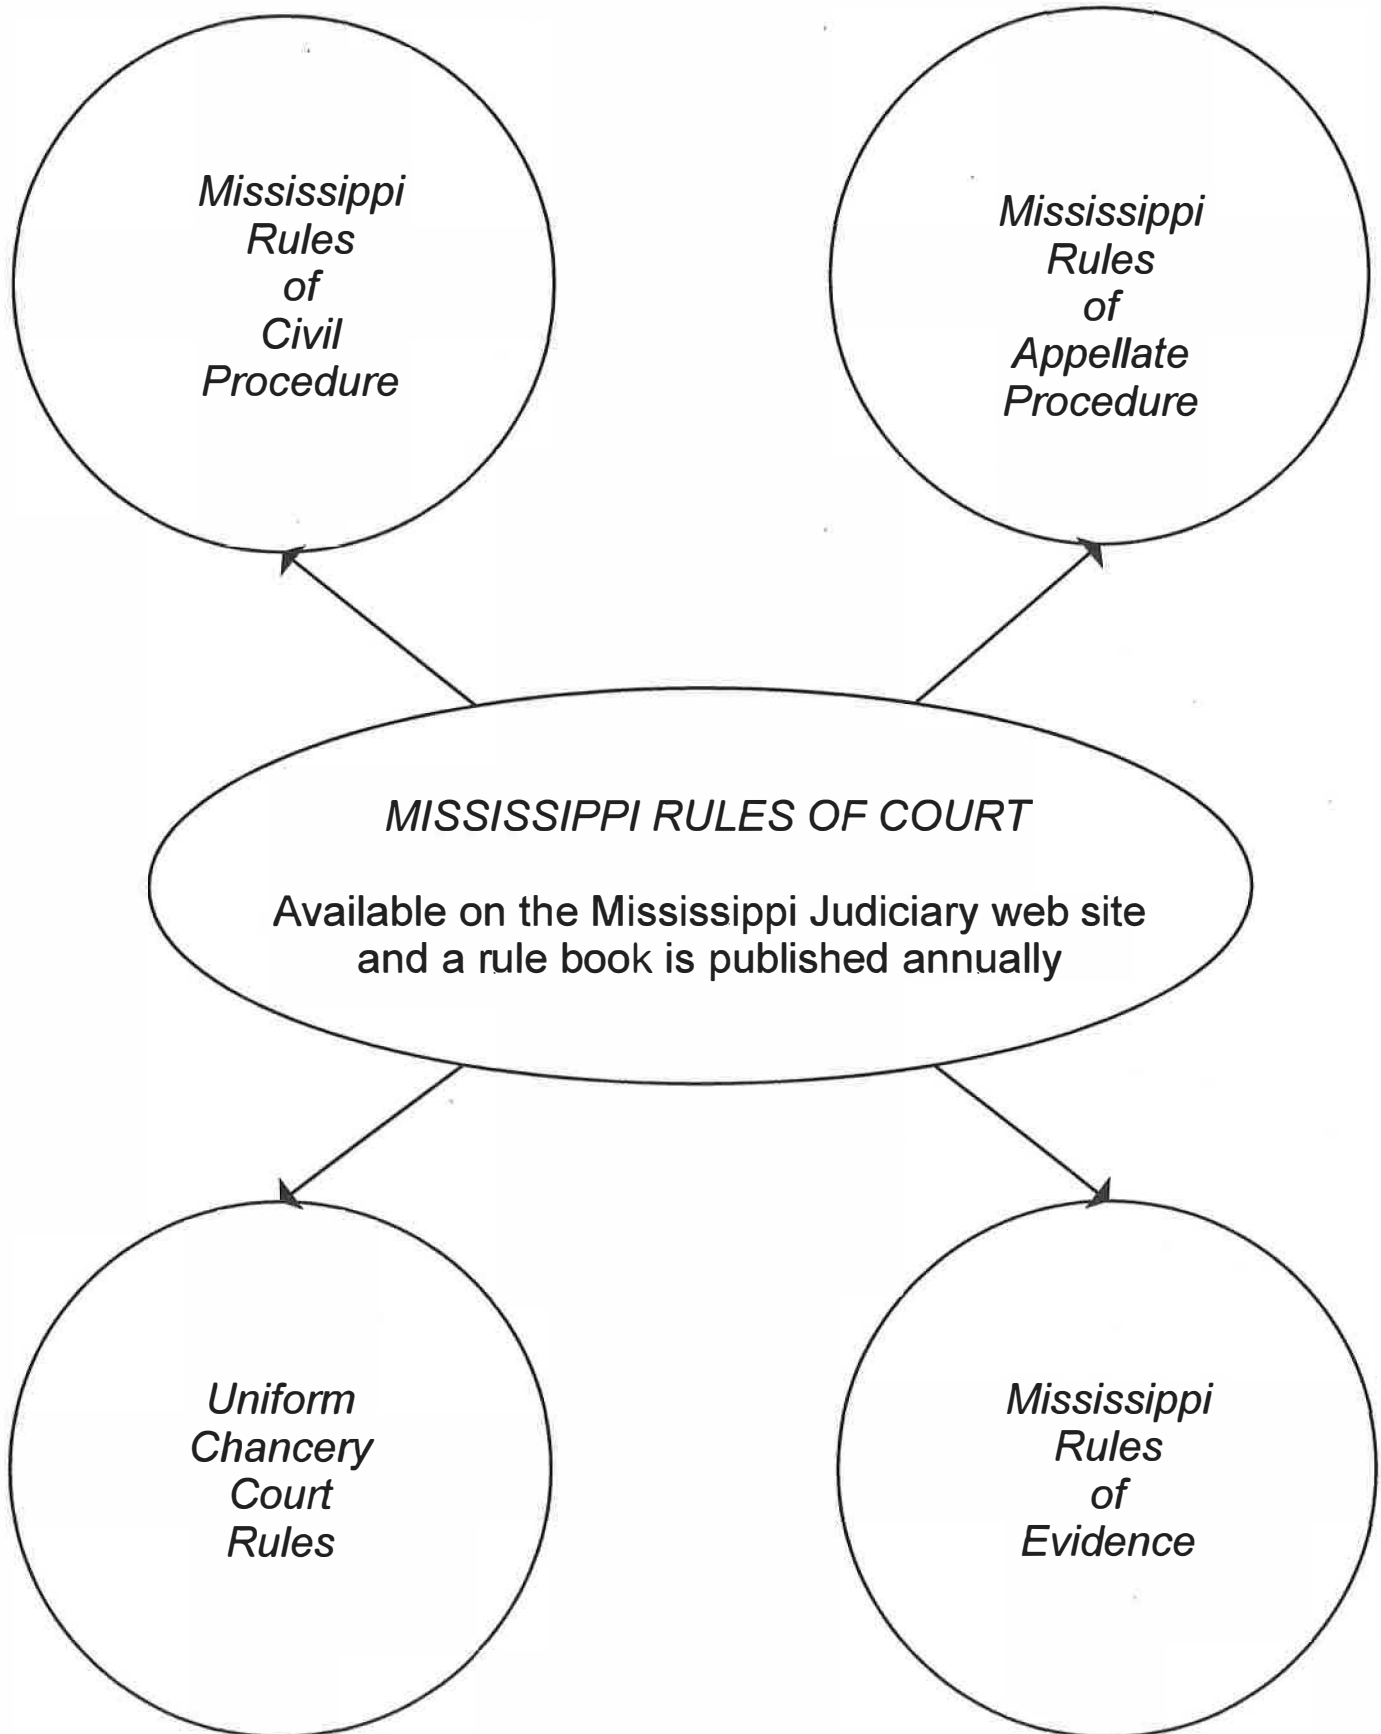 Mississippi
Rules
of
Civil
Procedure
Mississippi
Rules
of
Appellate
Procedure
MISSISSIPPI RULES OF COURT
Available on the Mississippi Judiciary web site
and a rule book is published annually
Uniform
Chancery
Court
Rules
Mississippi
Rules
of
Evidence